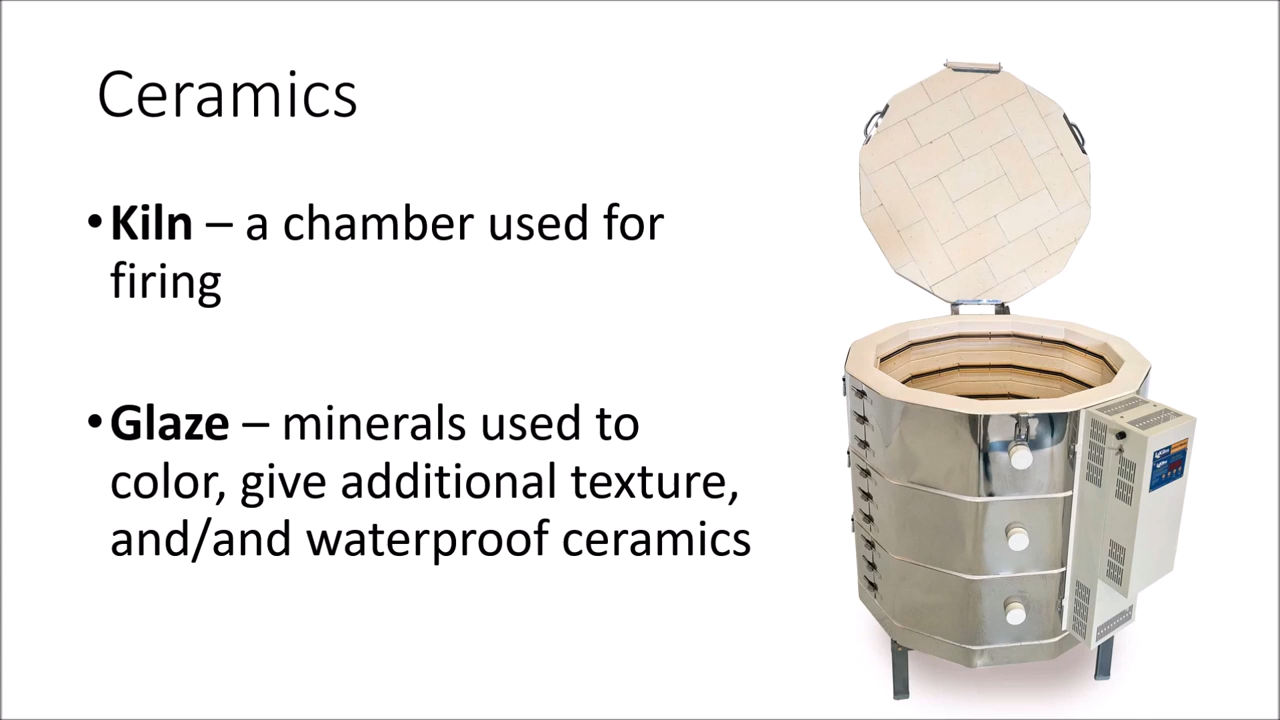 Ceramics
•Kiln – a chamber used for
firing
•Glaze – minerals used to
color, give additional texture,
and/and waterproof ceramics